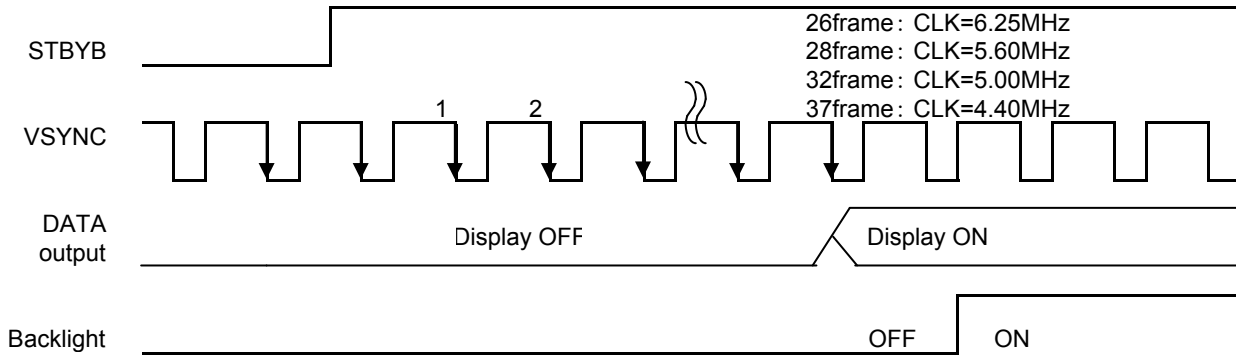 26frame: CLK=6.25MHz
STBYB
28frame: CLK=5.60MHz
32frame: CLK=5.00MHz
1 2
37frame: CLK=4.40MHz
VSYNC
DATA
output
Display OFF
Display ON
Backlight
OFF
ON